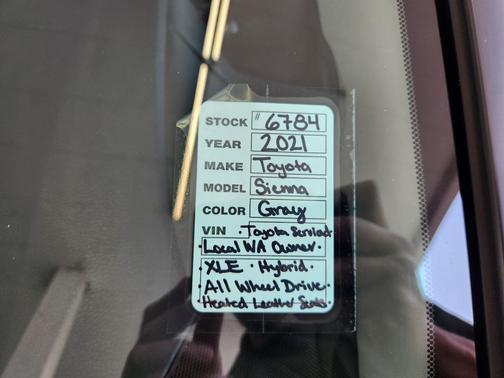 STOCK # 6784
YEAR 2021
MAKE Toyota
MODEL Sienna
COLOR Gray
VIN · Toyota Serviced
· Local WA Owner ·
· XLE · Hybrid ·
· All Wheel Drive ·
· Heated Leather Seats ·